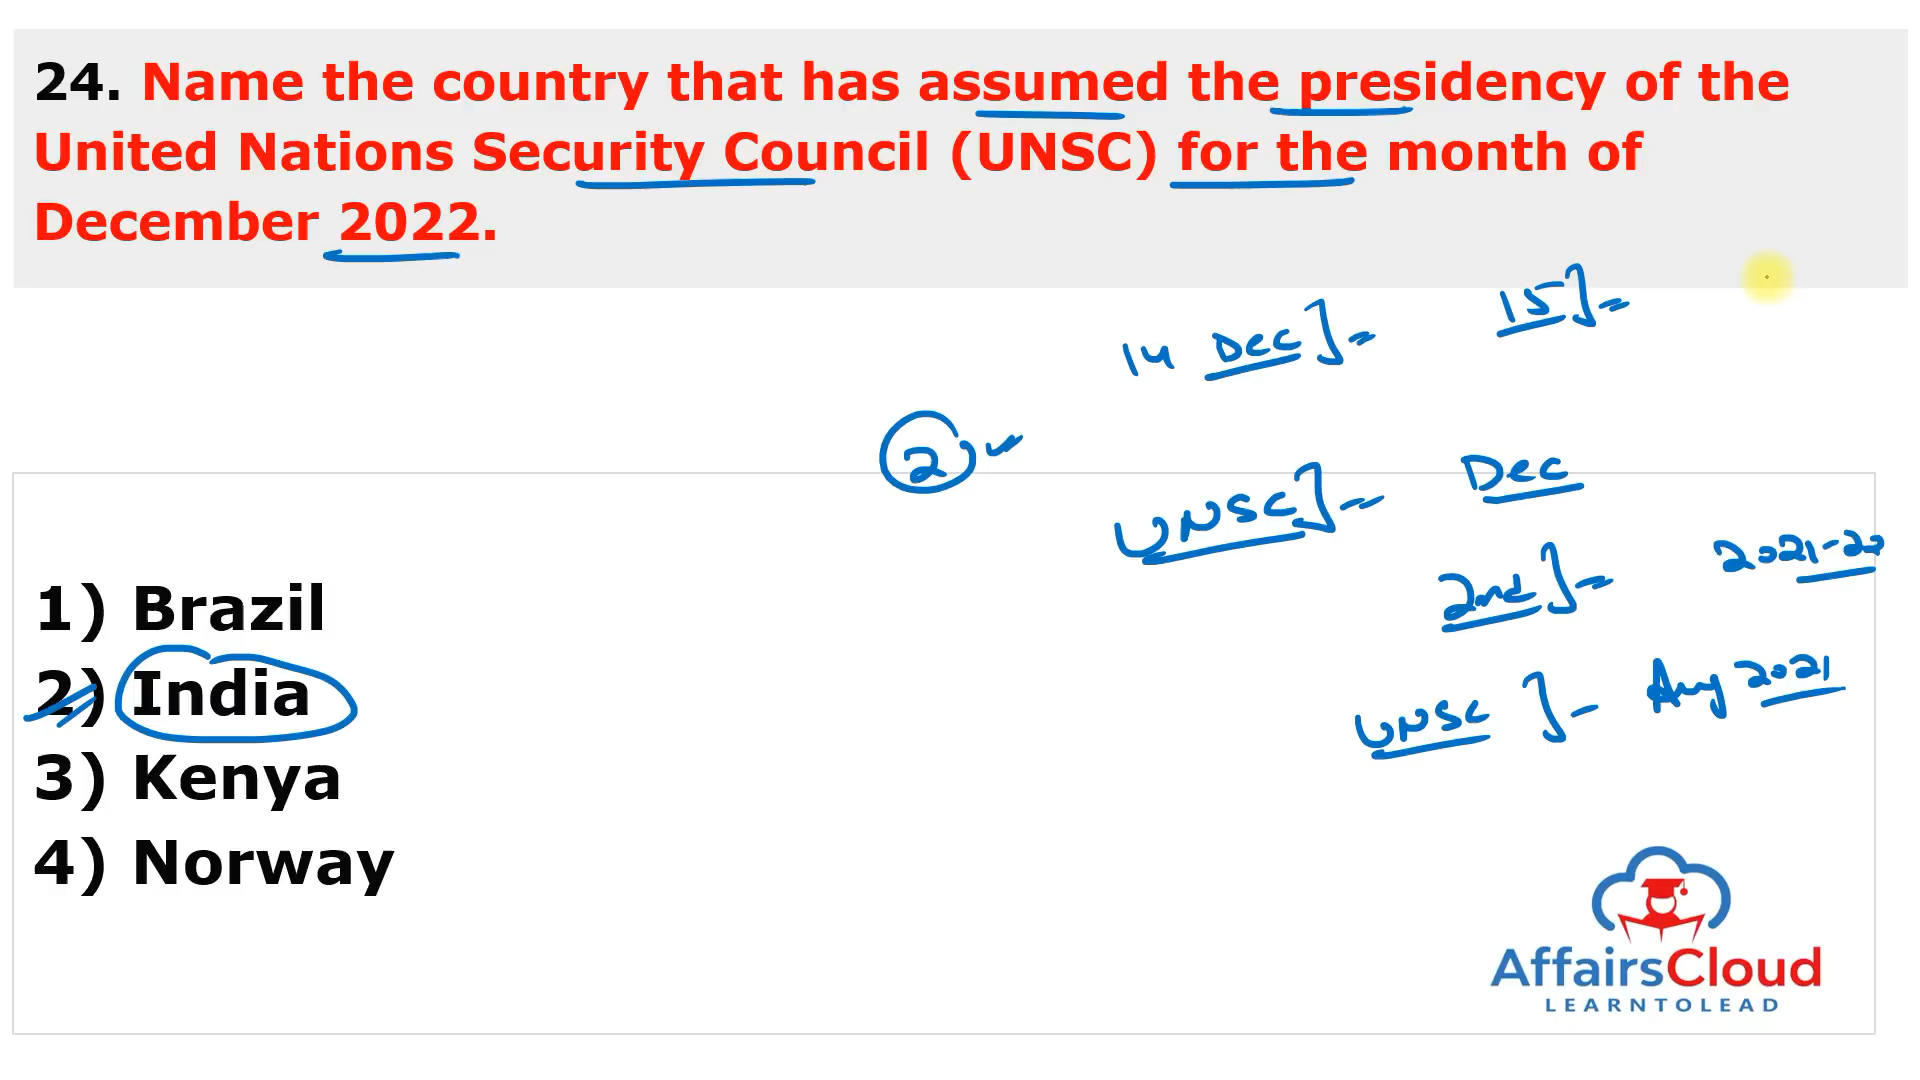 24. Name the country that has assumed the presidency of the
United Nations Security Council (UNSC) for the month of
December 2022.
15]=
14 Dec]=
2
UNSC]= Dec
2nd]= 2021-22
UNSC]- Aug 2021
1) Brazil
2) India
3) Kenya
4) Norway
AffairsCloud
LEARNTOLEAD